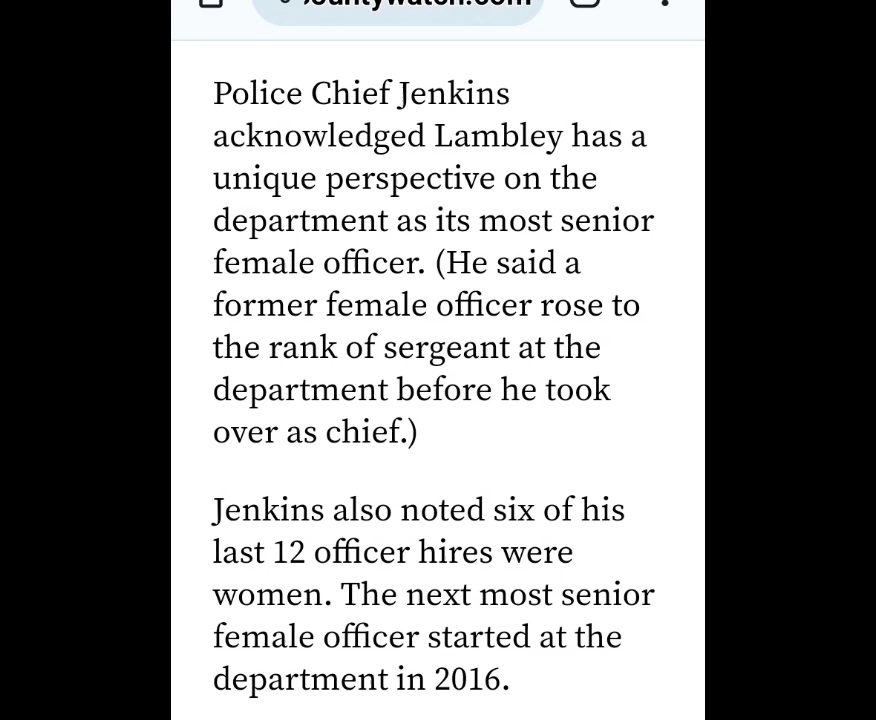 Police Chief Jenkins
acknowledged Lambley has a
unique perspective on the
department as its most senior
female officer. (He said a
former female officer rose to
the rank of sergeant at the
department before he took
over as chief.)
Jenkins also noted six of his
last 12 officer hires were
women. The next most senior
female officer started at the
department in 2016.